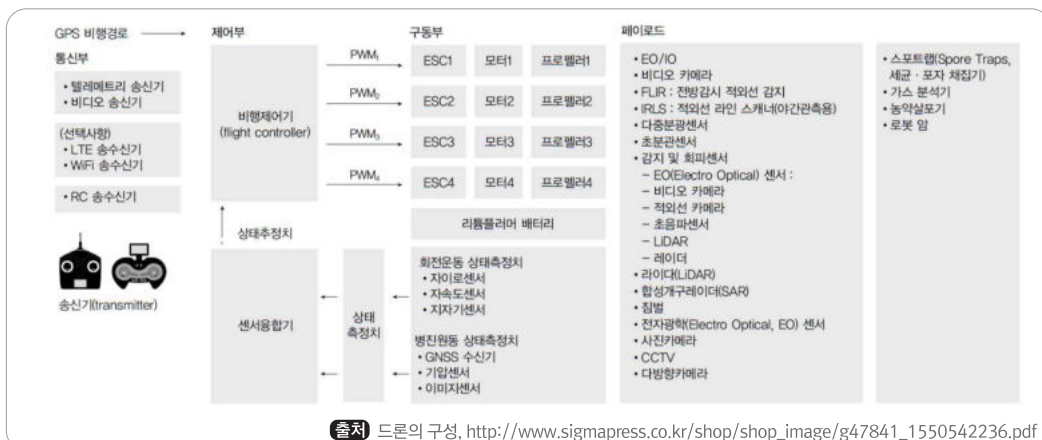 GPS 비행경로
통신부
• 텔레메트리 송신기
• 비디오 송신기
(선택사항)
• LTE 송수신기
• WiFi 송수신기
• RC 송수신기
송신기(transmitter)
제어부
비행제어기
(flight controller)
상태추정치
센서융합기
PWM₁
PWM₂
PWM₃
PWM₄
구동부
ESC1 모터1 프로펠러1
ESC2 모터2 프로펠러2
ESC3 모터3 프로펠러3
ESC4 모터4 프로펠러4
리튬플러머 배터리
상태
측정치
회전운동 상태측정치
• 자이로센서
• 자속도센서
• 지자기센서
병진원동 상태측정치
• GNSS 수신기
• 기압센서
• 이미지센서
페이로드
• EO/IO
• 비디오 카메라
• FLIR : 전방감시 적외선 감지
• IRLS : 적외선 라인 스캐너(야간관측용)
• 다중분광센서
• 초분관센서
• 감지 및 회피센서
– EO(Electro Optical) 센서 :
– 비디오 카메라
– 적외선 카메라
– 초음파센서
– LiDAR
– 레이더
• 라이다(LiDAR)
• 합성개구레이더(SAR)
• 짐벌
• 전자광학(Electro Optical, EO) 센서
• 사진카메라
• CCTV
• 다방향카메라
• 스포트랩(Spore Traps,
세균 · 포자 채집기)
• 가스 분석기
• 농약살포기
• 로봇 암
출처 드론의 구성, http://www.sigmapress.co.kr/shop/shop_image/g47841_1550542236.pdf